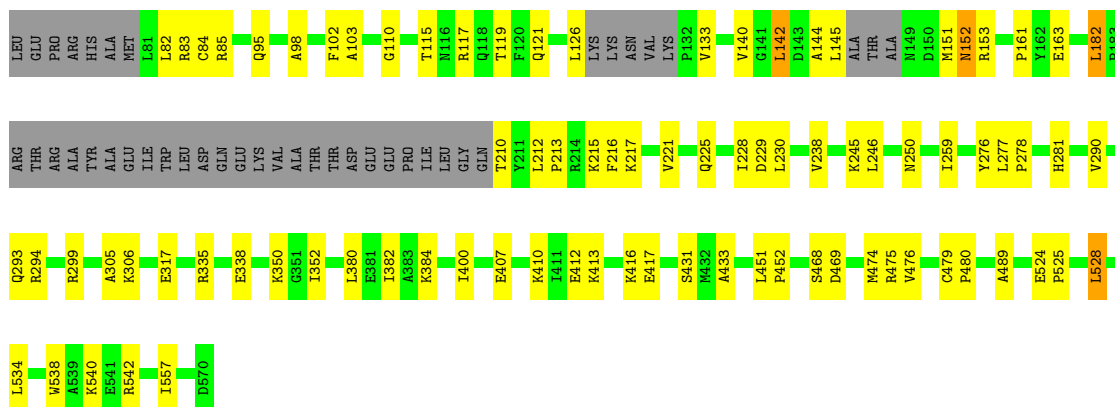 LEU GLU PRO ARG HIS ALA MET L81 L82 R83 C84 R85 Q95 A98 F102 A103 G110 T115 N116 R117 Q118 T119 F120 Q121 L126 LYS LYS ASN VAL LYS P132 V133 V140 G141 L142 D143 A144 L145 ALA THR ALA N149 D150 M151 N152 R153 P161 Y162 E163 L182 R183
ARG THR ARG ALA TYR ALA GLU ILE TRP LEU ASP GLN GLU LYS VAL ALA THR THR ASP GLU GLU PRO ILE LEU GLY GLN T210 Y211 L212 P213 R214 K215 F216 K217 V221 Q225 I228 D229 L230 V238 K245 L246 N250 I259 Y276 L277 P278 H281 V290
Q293 R294 R299 A305 K306 E317 R335 E338 K350 G351 I352 L380 E381 I382 A383 K384 I400 E407 K410 I411 E412 K413 K416 E417 S431 M432 A433 L451 P452 S468 D469 M474 R475 V476 C479 P480 A489 E524 P525 L528
L534 W538 A539 K540 E541 R542 I557 D570